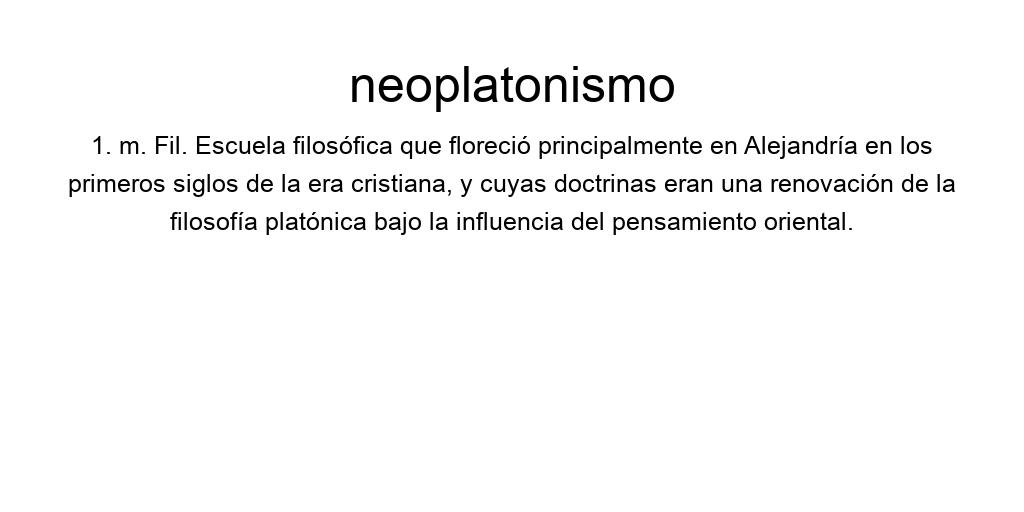 neoplatonismo
1. m. Fil. Escuela filosófica que floreció principalmente en Alejandría en los
primeros siglos de la era cristiana, y cuyas doctrinas eran una renovación de la
filosofía platónica bajo la influencia del pensamiento oriental.